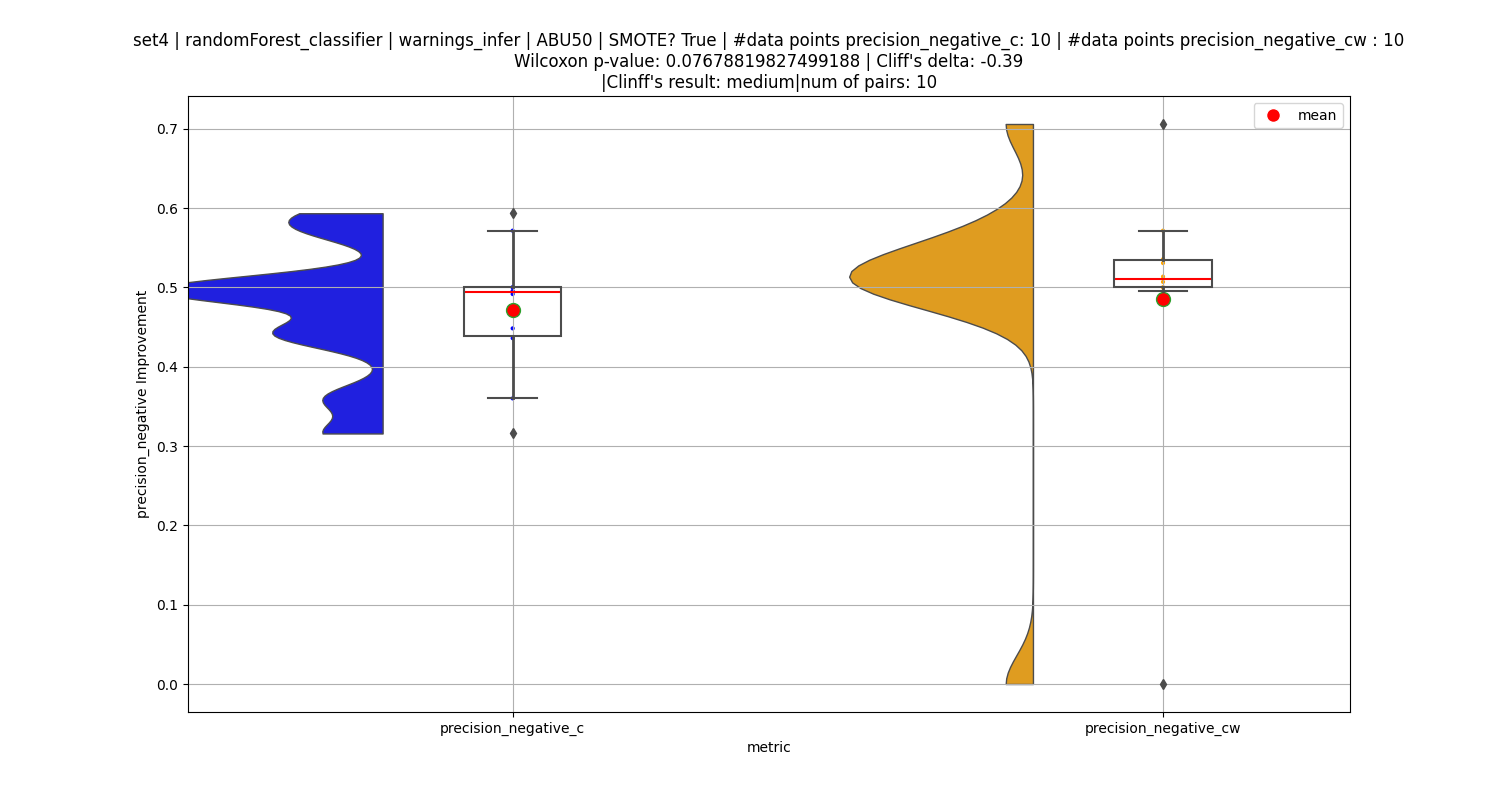 set4 | randomForest_classifier | warnings_infer | ABU50 | SMOTE? True | #data points precision_negative_c: 10 | #data points precision_negative_cw : 10
Wilcoxon p-value: 0.07678819827499188 | Cliff's delta: -0.39
|Clinff's result: medium|num of pairs: 10
mean
0.7
0.6
0.5
0.4
0.3
0.2
0.1
0.0
precision_negative Improvement
precision_negative_c
precision_negative_cw
metric